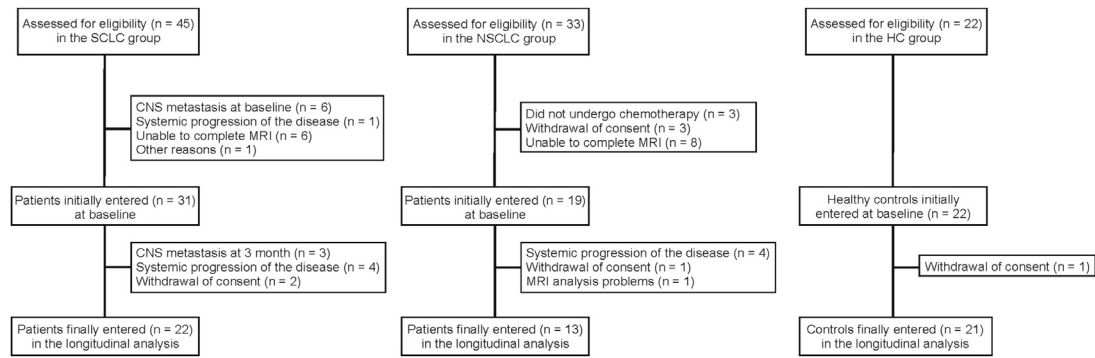 Assessed for eligibility (n = 45)
in the SCLC group
CNS metastasis at baseline (n = 6)
Systemic progression of the disease (n = 1)
Unable to complete MRI (n = 6)
Other reasons (n = 1)
Patients initially entered (n = 31)
at baseline
CNS metastasis at 3 month (n = 3)
Systemic progression of the disease (n = 4)
Withdrawal of consent (n = 2)
Patients finally entered (n = 22)
in the longitudinal analysis
Assessed for eligibility (n = 33)
in the NSCLC group
Did not undergo chemotherapy (n = 3)
Withdrawal of consent (n = 3)
Unable to complete MRI (n = 8)
Patients initially entered (n = 19)
at baseline
Systemic progression of the disease (n = 4)
Withdrawal of consent (n = 1)
MRI analysis problems (n = 1)
Patients finally entered (n = 13)
in the longitudinal analysis
Assessed for eligibility (n = 22)
in the HC group
Healthy controls initially
entered at baseline (n = 22)
Withdrawal of consent (n = 1)
Controls finally entered (n = 21)
in the longitudinal analysis